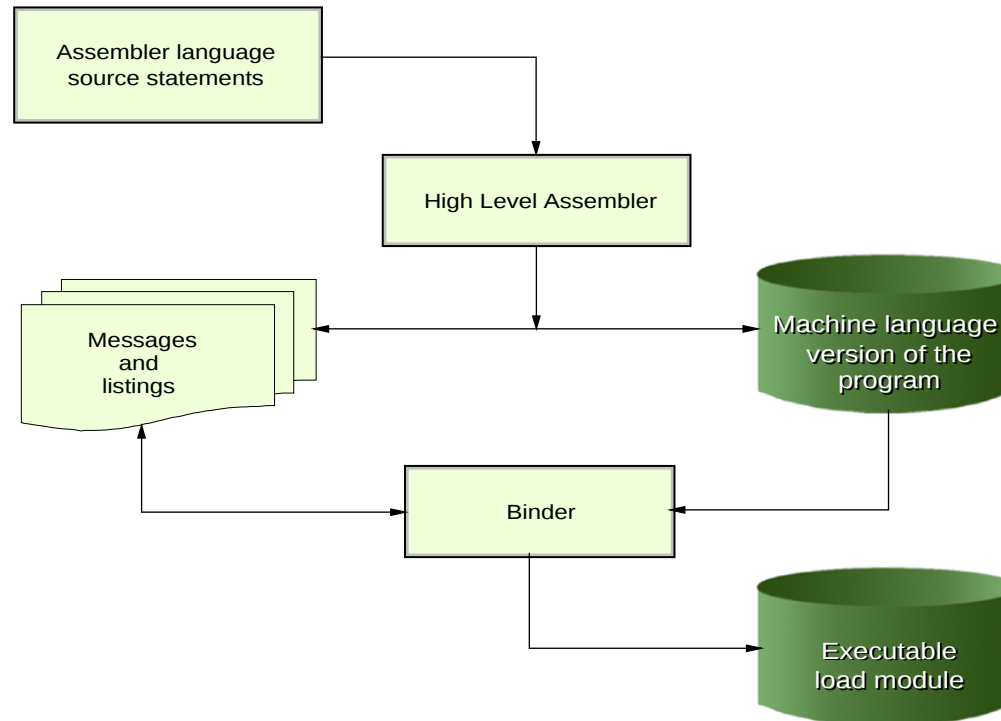 Assembler language
source statements
High Level Assembler
Messages
and
listings
Machine language
version of the
program
Binder
Executable
load module